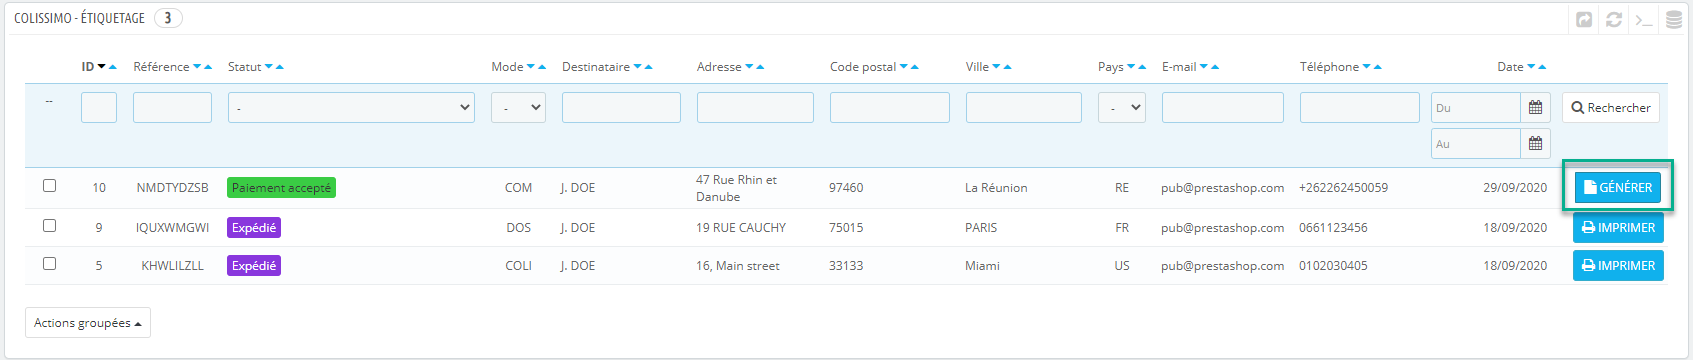 COLISSIMO - ÉTIQUETAGE 3
ID Référence Statut Mode Destinataire Adresse Code postal Ville Pays E-mail Téléphone Date
-- - - - Du Rechercher
Au
10 NMDTYDZSB Paiement accepté COM J. DOE 47 Rue Rhin et Danube 97460 La Réunion RE pub@prestashop.com +262262450059 29/09/2020 GÉNÉRER
9 IQUXWMGWI Expédié DOS J. DOE 19 RUE CAUCHY 75015 PARIS FR pub@prestashop.com 0661123456 18/09/2020 IMPRIMER
5 KHWLILZLL Expédié COLI J. DOE 16, Main street 33133 Miami US pub@prestashop.com 0102030405 18/09/2020 IMPRIMER
Actions groupées